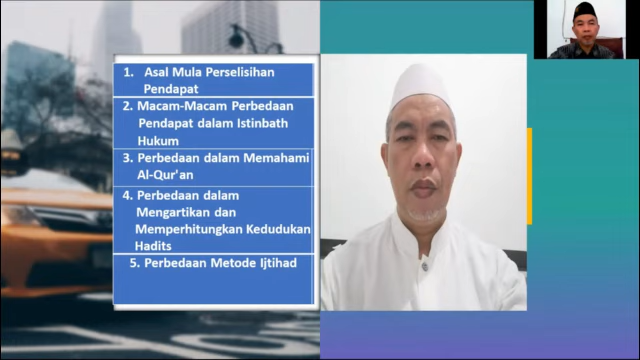 1. Asal Mula Perselisihan
Pendapat
2. Macam-Macam Perbedaan
Pendapat dalam Istinbath
Hukum
3. Perbedaan dalam Memahami
Al-Qur'an
4. Perbedaan dalam
Mengartikan dan
Memperhitungkan Kedudukan
Hadits
5. Perbedaan Metode Ijtihad